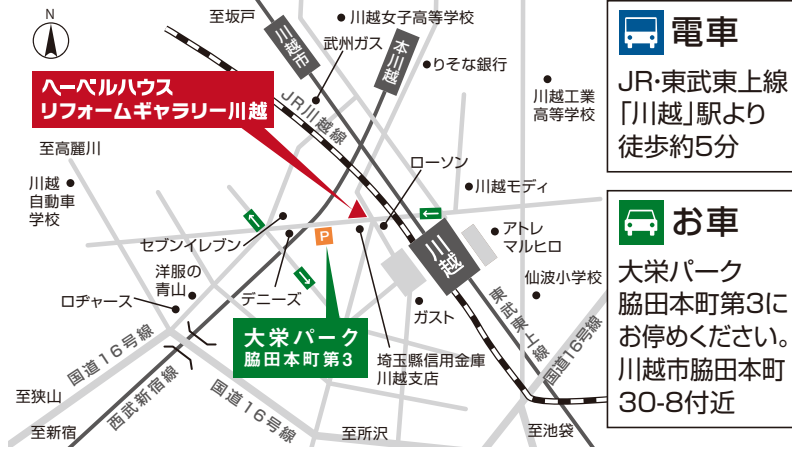 N
至坂戸
川越女子高等学校
川越市
武州ガス
本川越
りそな銀行
ヘーベルハウス
リフォームギャラリー川越
JR川越線
川越工業
高等学校
至高麗川
川越
自動車
学校
ローソン
川越モディ
セブンイレブン
P
川越
アトレ
マルヒロ
洋服の
青山
デニーズ
ロヂャース
仙波小学校
ガスト
東武東上線
大栄パーク
脇田本町第3
埼玉縣信用金庫
川越支店
国道16号線
国道16号線
国道16号線
西武新宿線
至狭山
至新宿
至所沢
至池袋
電車
JR・東武東上線
「川越」駅より
徒歩約5分
お車
大栄パーク
脇田本町第3に
お停めください。
川越市脇田本町
30-8付近